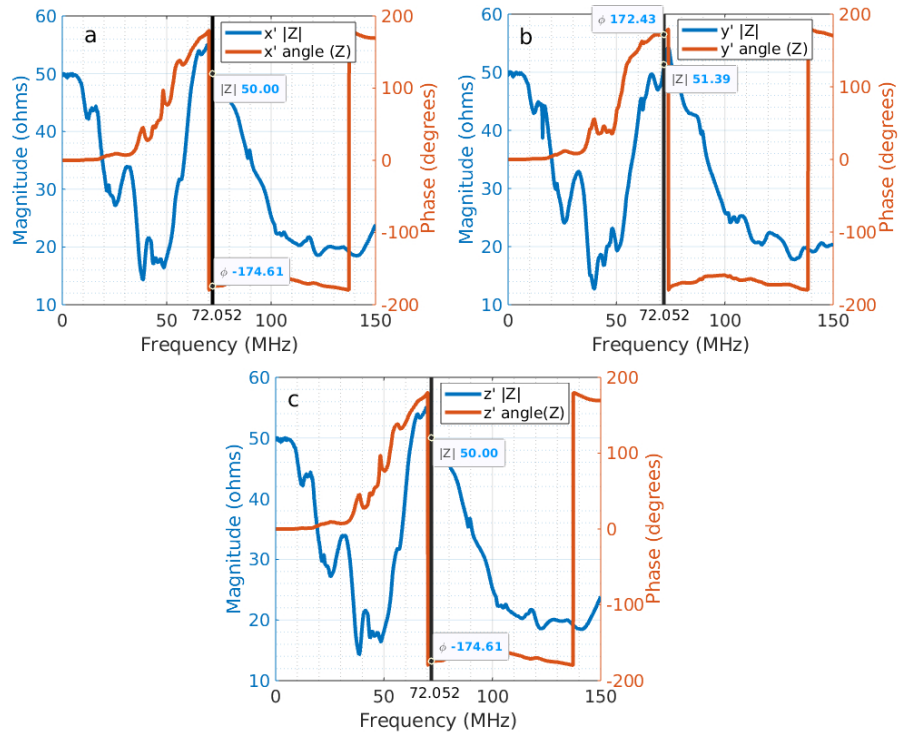 a
x' |Z|
x' angle (Z)
|Z| 50.00
ϕ -174.61
60
50
40
30
20
10
200
100
0
-100
-200
0
50
72.052
100
150
Magnitude (ohms)
Phase (degrees)
Frequency (MHz)
b
ϕ 172.43
y' |Z|
y' angle (Z)
|Z| 51.39
60
50
40
30
20
10
200
100
0
-100
-200
0
50
72.052
100
150
Magnitude (ohms)
Phase (degrees)
Frequency (MHz)
c
z' |Z|
z' angle(Z)
|Z| 50.00
ϕ -174.61
60
50
40
30
20
10
200
100
0
-100
-200
0
50
72.052
100
150
Magnitude (ohms)
Phase (degrees)
Frequency (MHz)